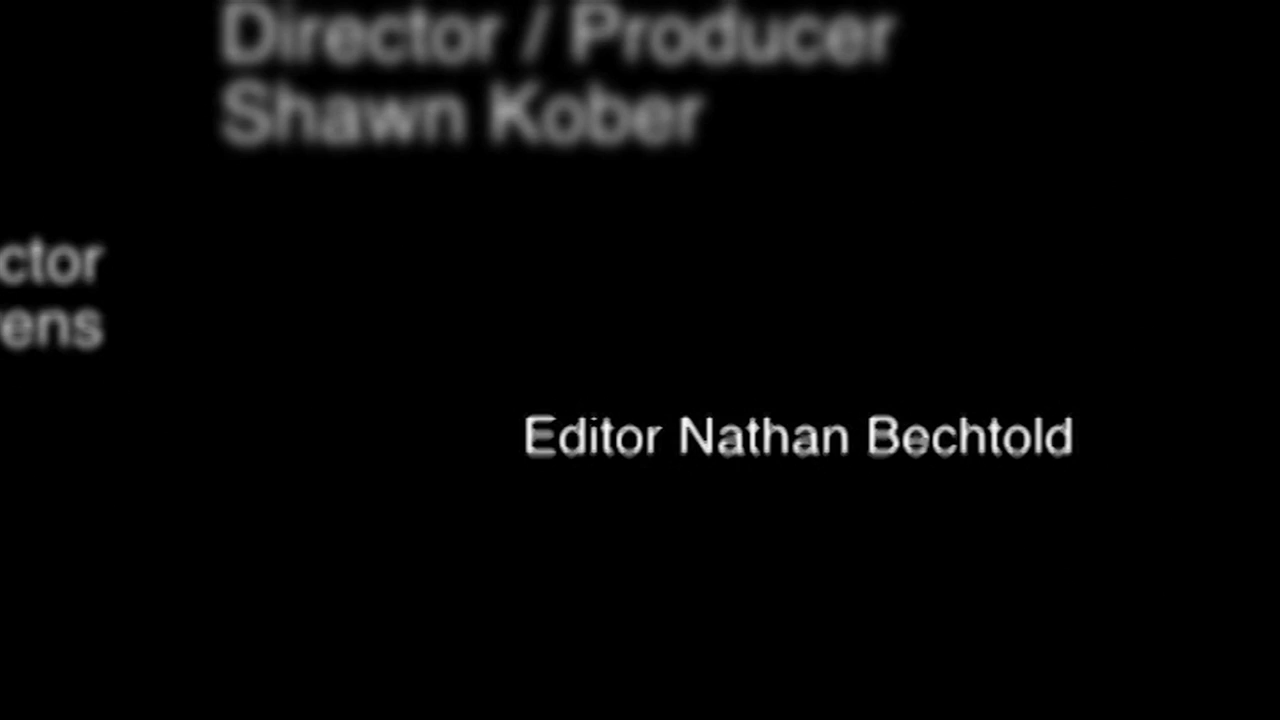 Director / Producer
Shawn Kober
ctor
ens
Editor Nathan Bechtold